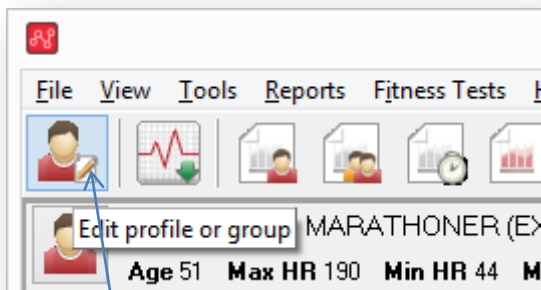 File View Tools Reports Fitness Tests
Edit profile or group MARATHONER
Age 51 Max HR 190 Min HR 44